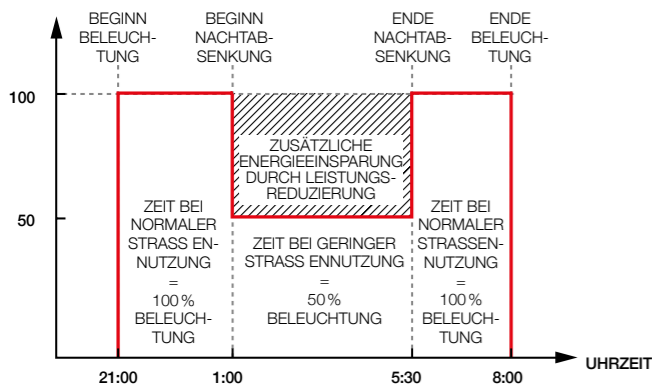 BEGINN
BELEUCH-
TUNG
BEGINN
NACHTAB-
SENKUNG
ENDE
NACHTAB-
SENKUNG
ENDE
BELEUCH-
TUNG
100
ZUSÄTZLICHE
ENERGIEEINSPARUNG
DURCH LEISTUNGS-
REDUZIERUNG
50
ZEIT BEI
NORMALER
STRASS EN-
NUTZUNG
=
100%
BELEUCH-
TUNG
ZEIT BEI GERINGER
STRASS ENNUTZUNG
=
50%
BELEUCHTUNG
ZEIT BEI
NORMALER
STRASSEN-
NUTZUNG
=
100%
BELEUCH-
TUNG
21:00
1:00
5:30
8:00
UHRZEIT